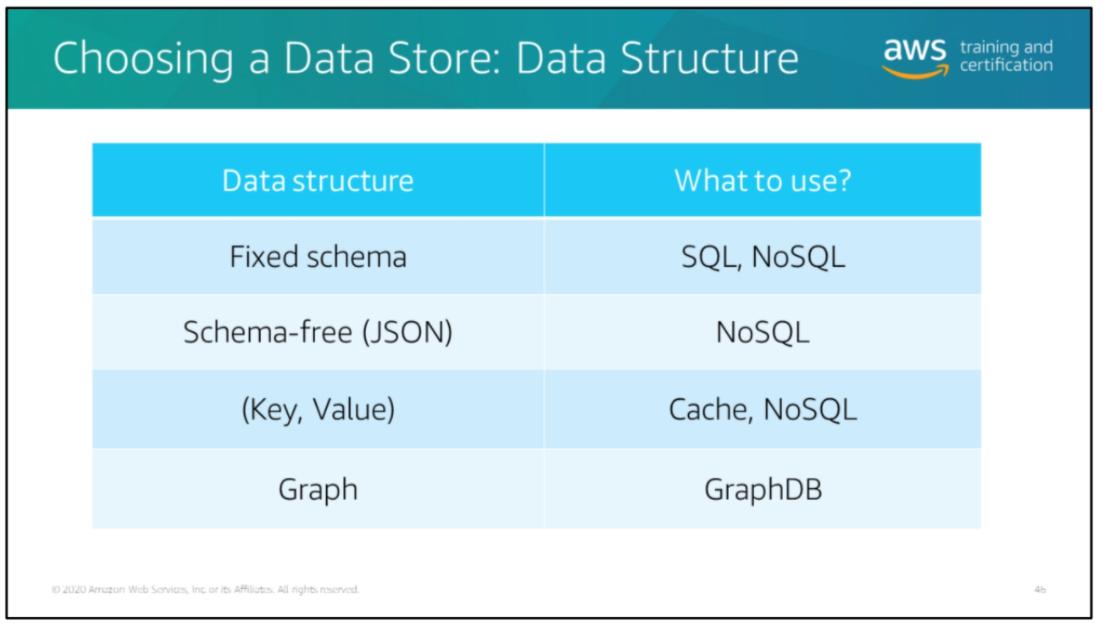 Choosing a Data Store: Data Structure
aws training and
certification
Data structure What to use?
Fixed schema SQL, NoSQL
Schema-free (JSON) NoSQL
(Key, Value) Cache, NoSQL
Graph GraphDB
© 2020 Amazon Web Services, Inc. or its Affiliates. All rights reserved. 46